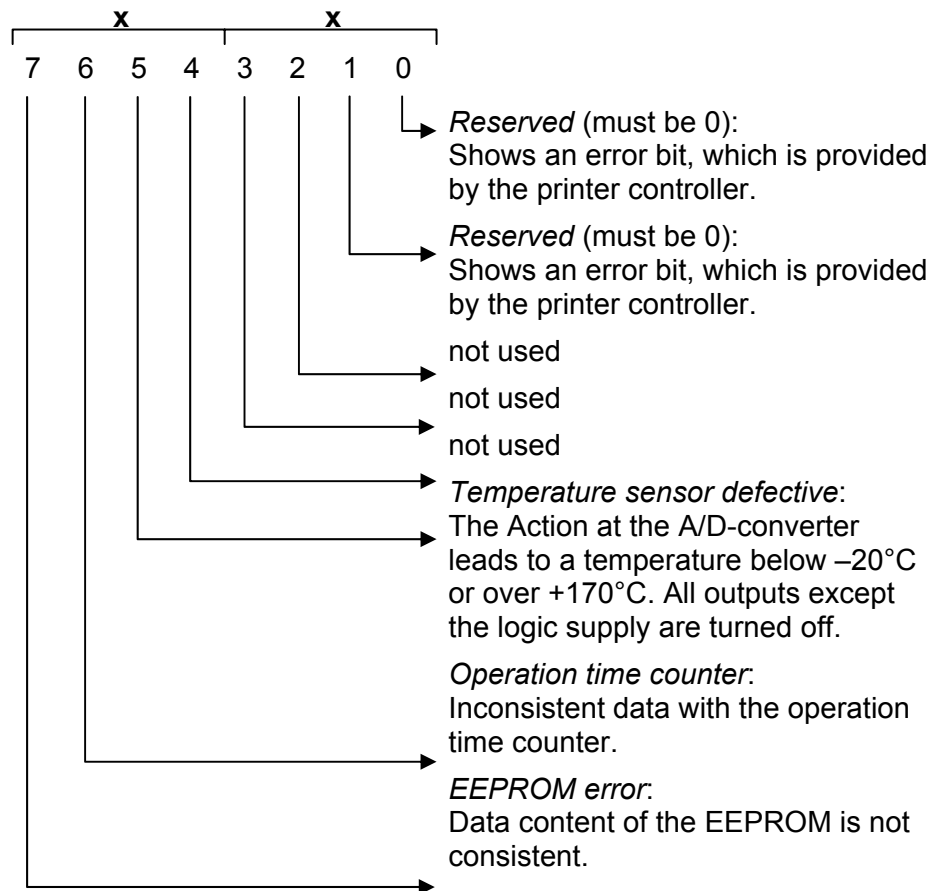 x x
7 6 5 4 3 2 1 0
Reserved (must be 0):
Shows an error bit, which is provided
by the printer controller.
Reserved (must be 0):
Shows an error bit, which is provided
by the printer controller.
not used
not used
not used
Temperature sensor defective:
The Action at the A/D-converter
leads to a temperature below –20°C
or over +170°C. All outputs except
the logic supply are turned off.
Operation time counter:
Inconsistent data with the operation
time counter.
EEPROM error:
Data content of the EEPROM is not
consistent.